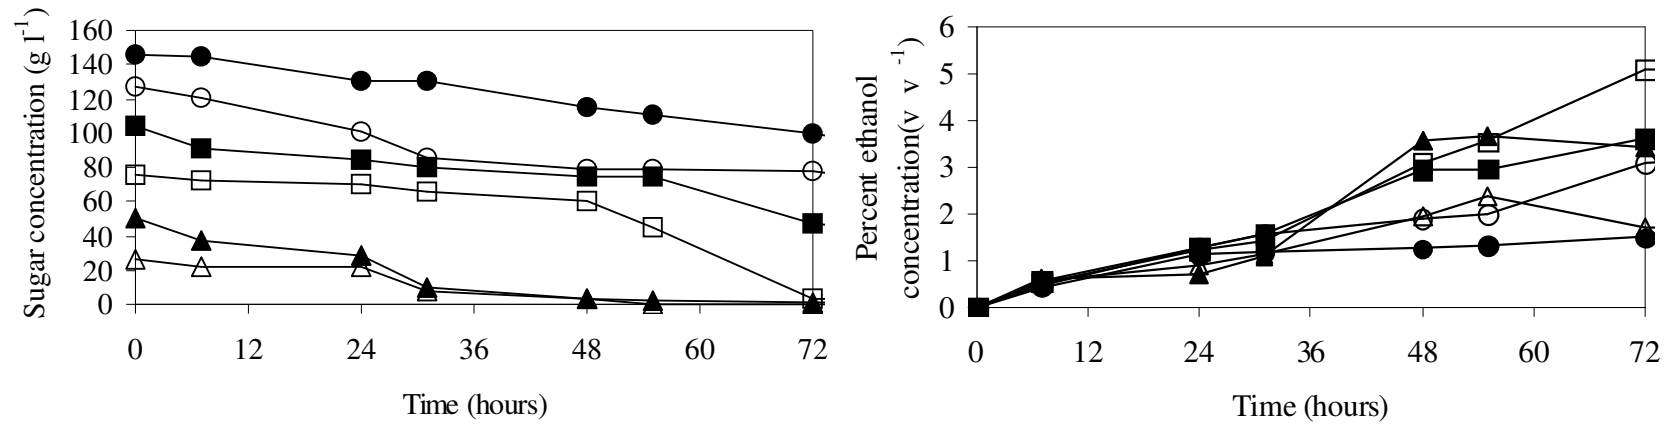 Sugar concentration (g l-1)
160
140
120
100
80
60
40
20
0
0 12 24 36 48 60 72
Time (hours)
Percent ethanol
concentration(v v -1)
6
5
4
3
2
1
0
0 12 24 36 48 60 72
Time (hours)